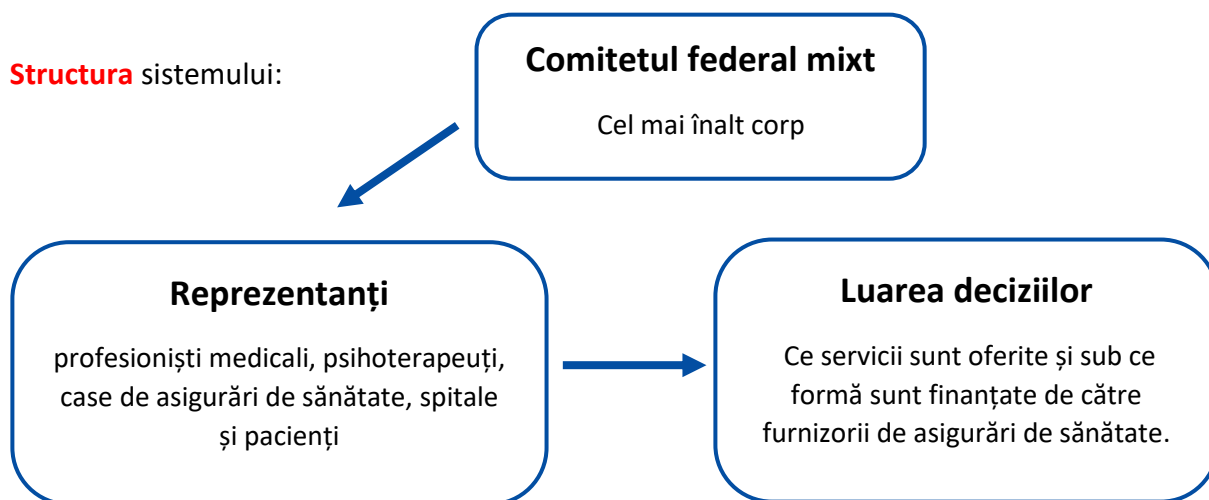 Structura sistemului:
Comitetul federal mixt
Cel mai înalt corp
Reprezentanți
profesioniști medicali, psihoterapeuți,
case de asigurări de sănătate, spitale
și pacienți
Luarea deciziilor
Ce servicii sunt oferite și sub ce
formă sunt finanțate de către
furnizorii de asigurări de sănătate.